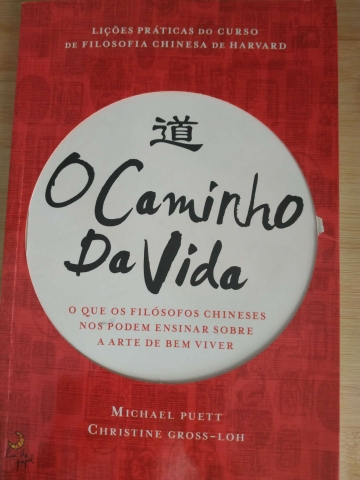 LIÇÕES PRÁTICAS DO CURSO
DE FILOSOFIA CHINESA DE HARVARD
道
O Caminho
Da Vida
O QUE OS FILÓSOFOS CHINESES
NOS PODEM ENSINAR SOBRE
A ARTE DE BEM VIVER
MICHAEL PUETT
CHRISTINE GROSS-LOH